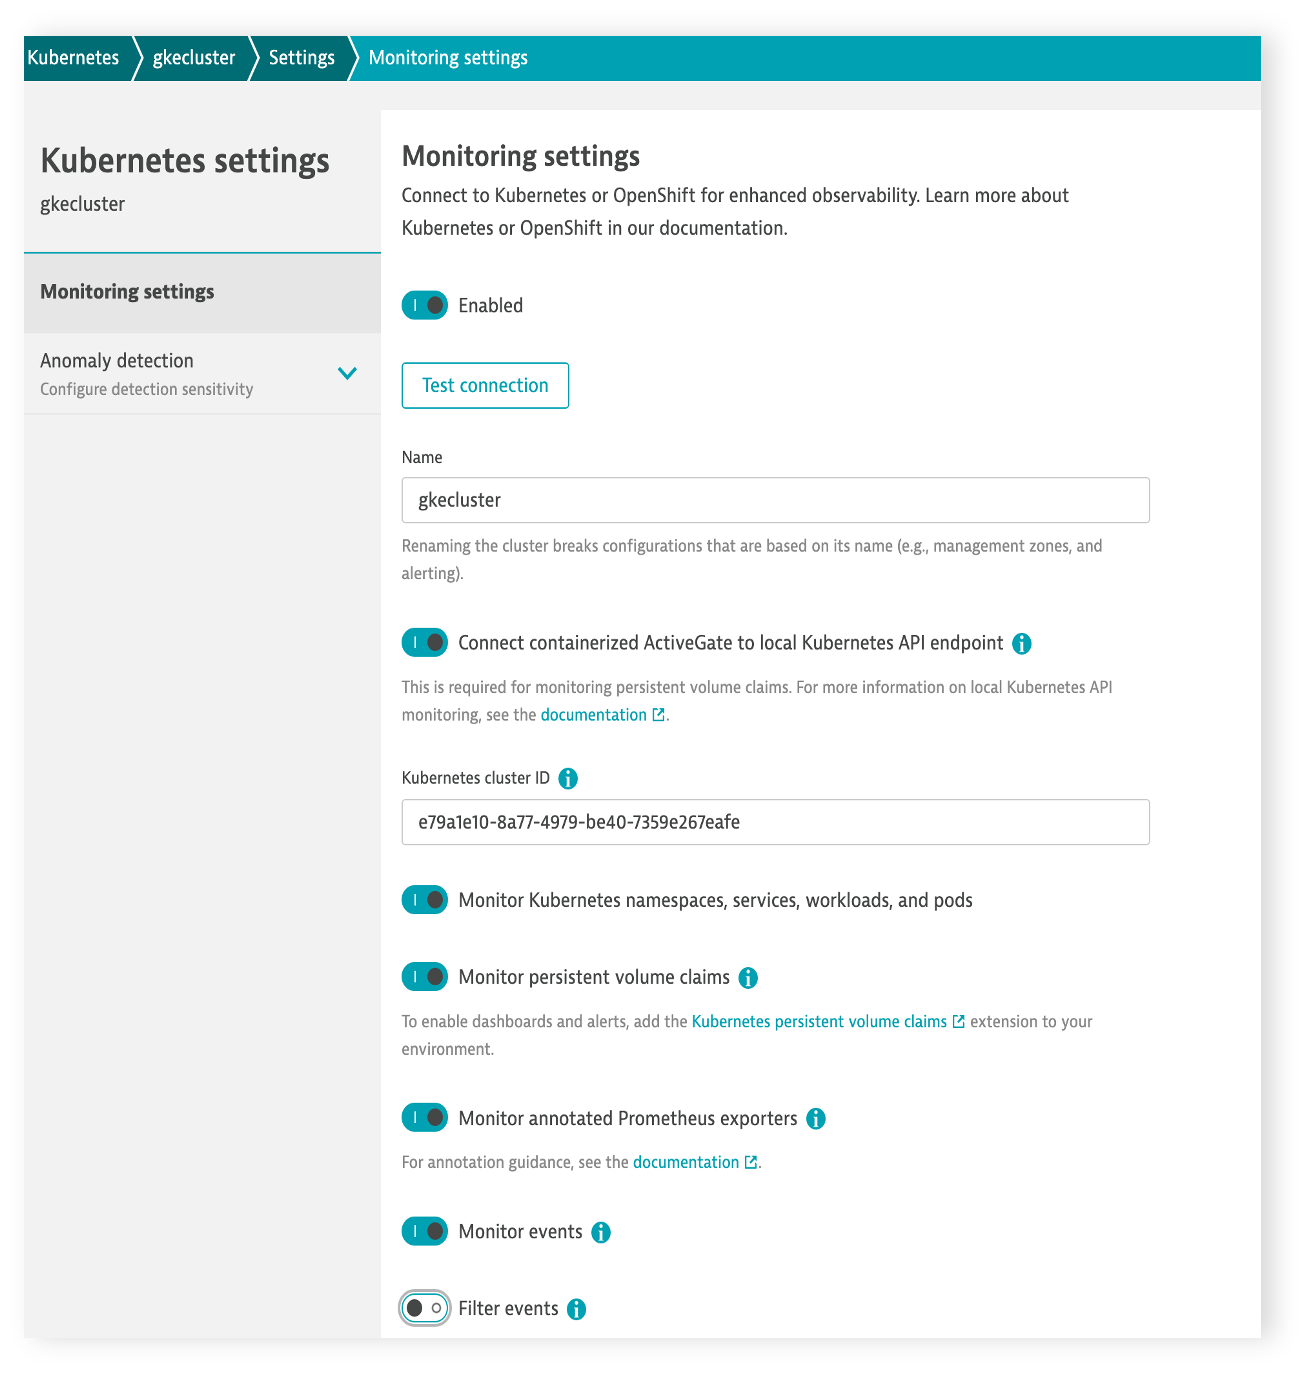 Kubernetes
gkecluster
Settings
Monitoring settings
Kubernetes settings
gkecluster
Monitoring settings
Anomaly detection
Configure detection sensitivity
Monitoring settings
Connect to Kubernetes or OpenShift for enhanced observability. Learn more about
Kubernetes or OpenShift in our documentation.
Enabled
Test connection
Name
gkecluster
Renaming the cluster breaks configurations that are based on its name (e.g., management zones, and
alerting).
Connect containerized ActiveGate to local Kubernetes API endpoint
This is required for monitoring persistent volume claims. For more information on local Kubernetes API
monitoring, see the documentation.
Kubernetes cluster ID
e79a1e10-8a77-4979-be40-7359e267eafe
Monitor Kubernetes namespaces, services, workloads, and pods
Monitor persistent volume claims
To enable dashboards and alerts, add the Kubernetes persistent volume claims extension to your
environment.
Monitor annotated Prometheus exporters
For annotation guidance, see the documentation.
Monitor events
Filter events